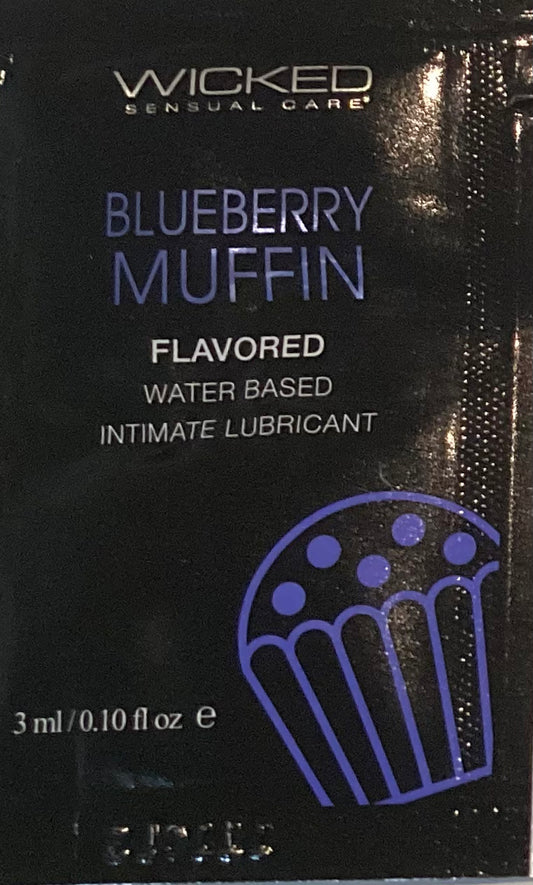 WICKED
SENSUAL CARE®
BLUEBERRY
MUFFIN
FLAVORED
WATER BASED
INTIMATE LUBRICANT
3 ml/0.10 fl oz e